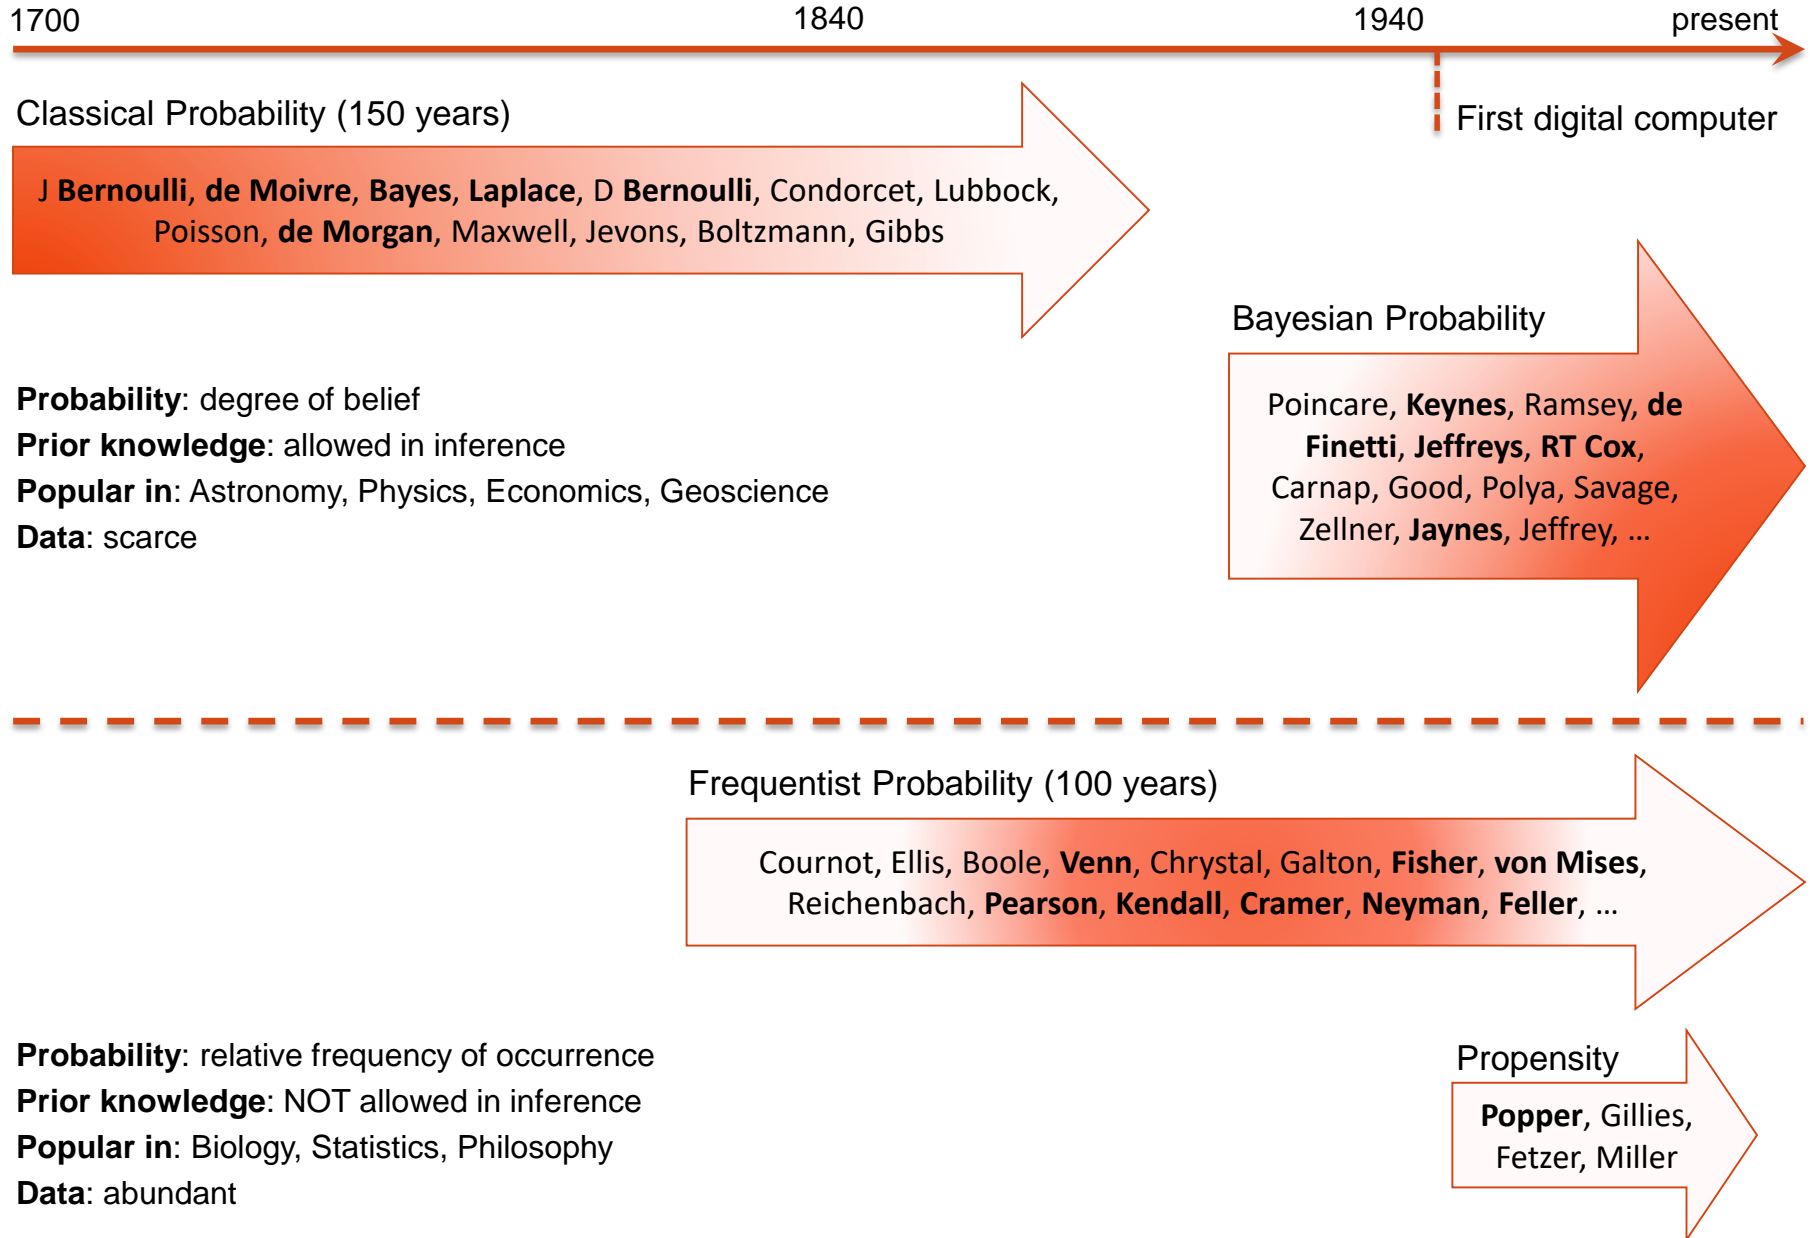 1700 1840 1940 present
Classical Probability (150 years)
First digital computer
J Bernoulli, de Moivre, Bayes, Laplace, D Bernoulli, Condorcet, Lubbock,
Poisson, de Morgan, Maxwell, Jevons, Boltzmann, Gibbs
Bayesian Probability
Poincare, Keynes, Ramsey, de
Finetti, Jeffreys, RT Cox,
Carnap, Good, Polya, Savage,
Zellner, Jaynes, Jeffrey, ...
Probability: degree of belief
Prior knowledge: allowed in inference
Popular in: Astronomy, Physics, Economics, Geoscience
Data: scarce
Frequentist Probability (100 years)
Cournot, Ellis, Boole, Venn, Chrystal, Galton, Fisher, von Mises,
Reichenbach, Pearson, Kendall, Cramer, Neyman, Feller, ...
Probability: relative frequency of occurrence
Prior knowledge: NOT allowed in inference
Popular in: Biology, Statistics, Philosophy
Data: abundant
Propensity
Popper, Gillies,
Fetzer, Miller